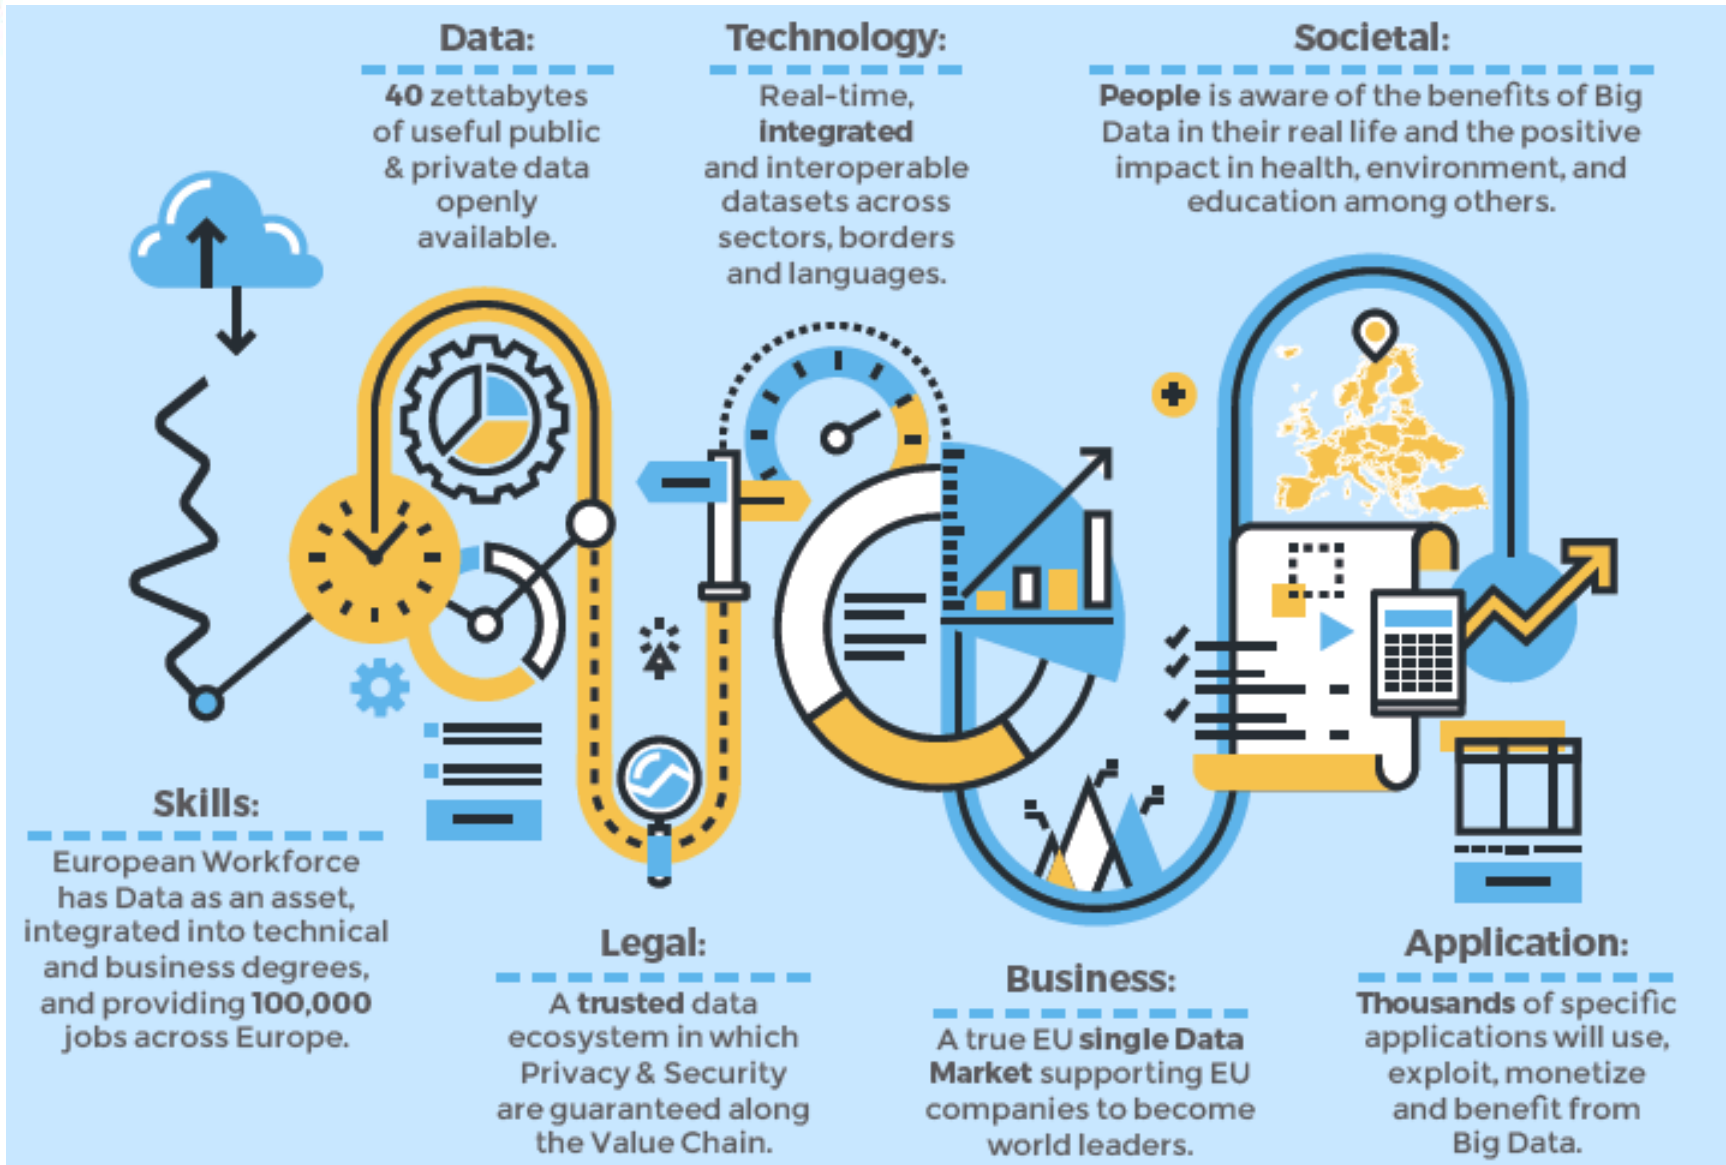 Data:
40 zettabytes
of useful public
& private data
openly
available.
Technology:
Real-time,
integrated
and interoperable
datasets across
sectors, borders
and languages.
Societal:
People is aware of the benefits of Big
Data in their real life and the positive
impact in health, environment, and
education among others.
Skills:
European Workforce
has Data as an asset,
integrated into technical
and business degrees,
and providing 100,000
jobs across Europe.
Legal:
A trusted data
ecosystem in which
Privacy & Security
are guaranteed along
the Value Chain.
Business:
A true EU single Data
Market supporting EU
companies to become
world leaders.
Application:
Thousands of specific
applications will use,
exploit, monetize
and benefit from
Big Data.